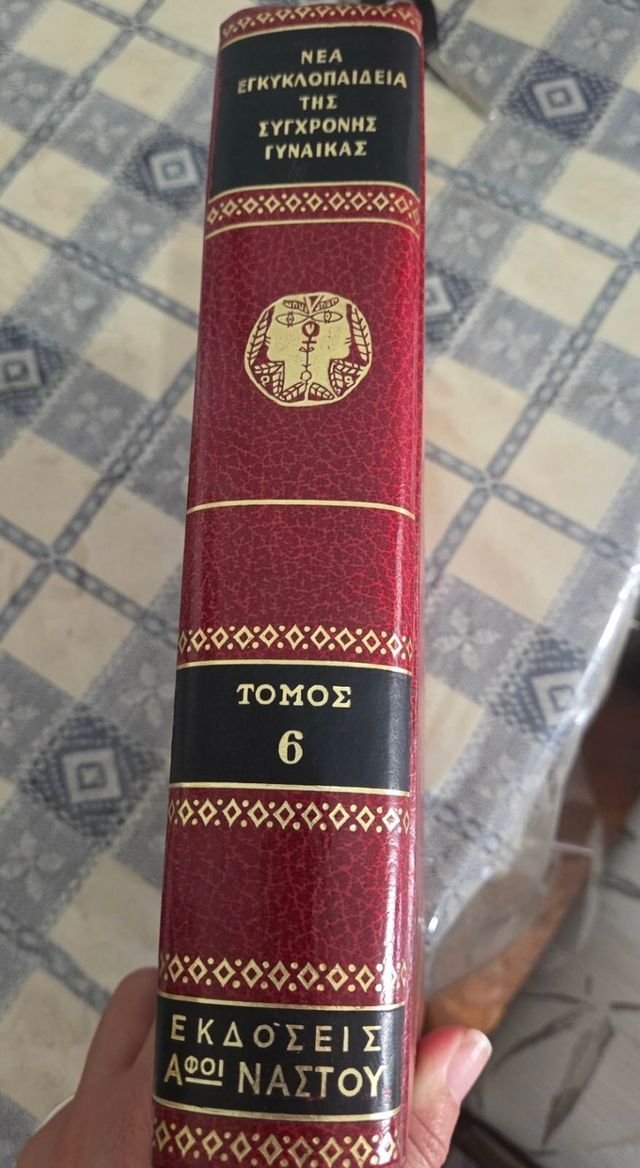 ΝΕΑ
ΕΓΚΥΚΛΟΠΑΙΔΕΙΑ
ΤΗΣ
ΣΥΓΧΡΟΝΗΣ
ΓΥΝΑΙΚΑΣ
ΤΟΜΟΣ
6
ΕΚΔΟΣΕΙΣ
ΑΦΟΙ ΝΑΣΤΟΥ